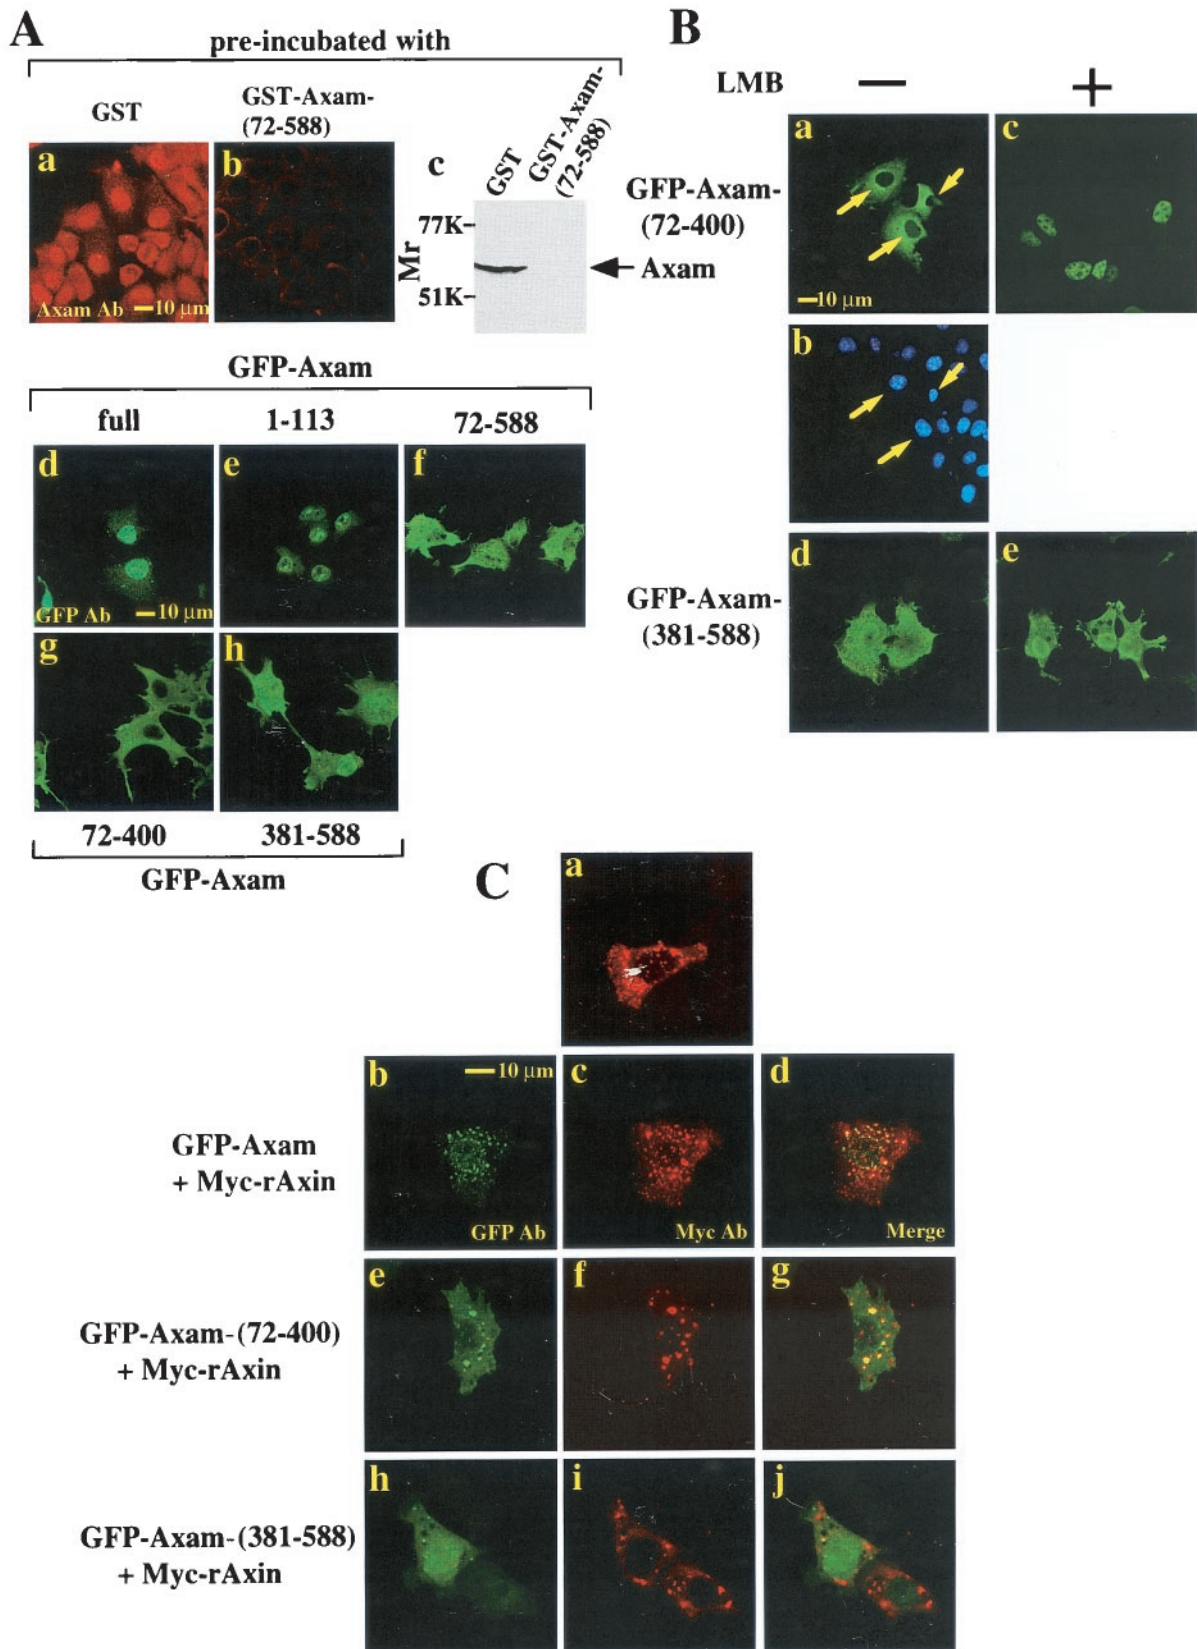 A
pre-incubated with
GST
GST-Axam-
(72-588)
a
Axam Ab
10 μm
b
c
GST
GST-Axam-
(72-588)
Mr
77K
51K
Axam
GFP-Axam
full
1-113
72-588
d
GFP Ab
10 μm
e
f
g
h
72-400
381-588
GFP-Axam
B
LMB
—
+
GFP-Axam-
(72-400)
a
10 μm
c
b
GFP-Axam-
(381-588)
d
e
C
a
GFP-Axam
+ Myc-rAxin
b
10 μm
GFP Ab
c
Myc Ab
d
Merge
GFP-Axam-(72-400)
+ Myc-rAxin
e
f
g
GFP-Axam-(381-588)
+ Myc-rAxin
h
i
j